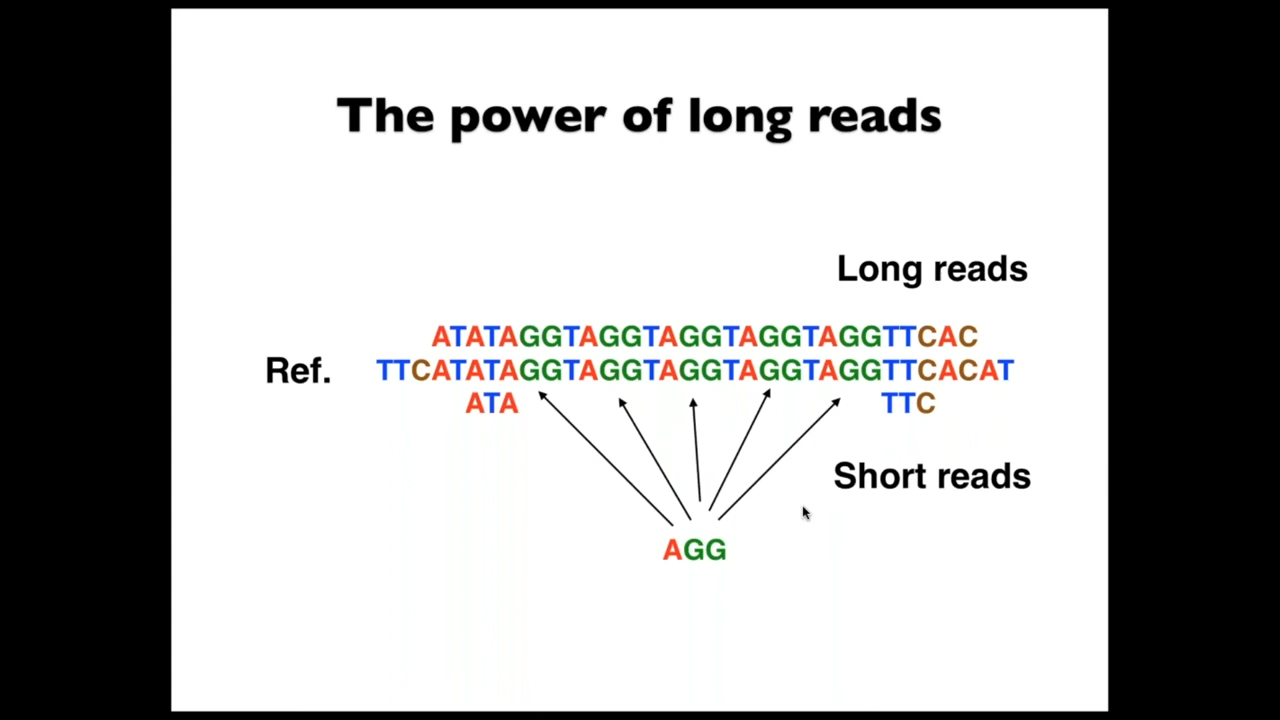 The power of long reads
Long reads
ATATAGGTAGGTAGGTAGGTAGGTTCAC
Ref. TTCATATAGGTAGGTAGGTAGGTAGGTTCACAT
ATA TTC
Short reads
AGG